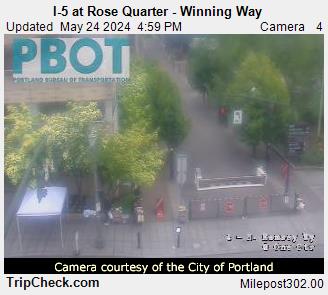 I-5 at Rose Quarter - Winning Way
Updated May 24 2024 4:59 PM Camera 4
PBOT
PORTLAND BUREAU OF TRANSPORTATION
Camera courtesy of the City of Portland
TripCheck.com Milepost302.00